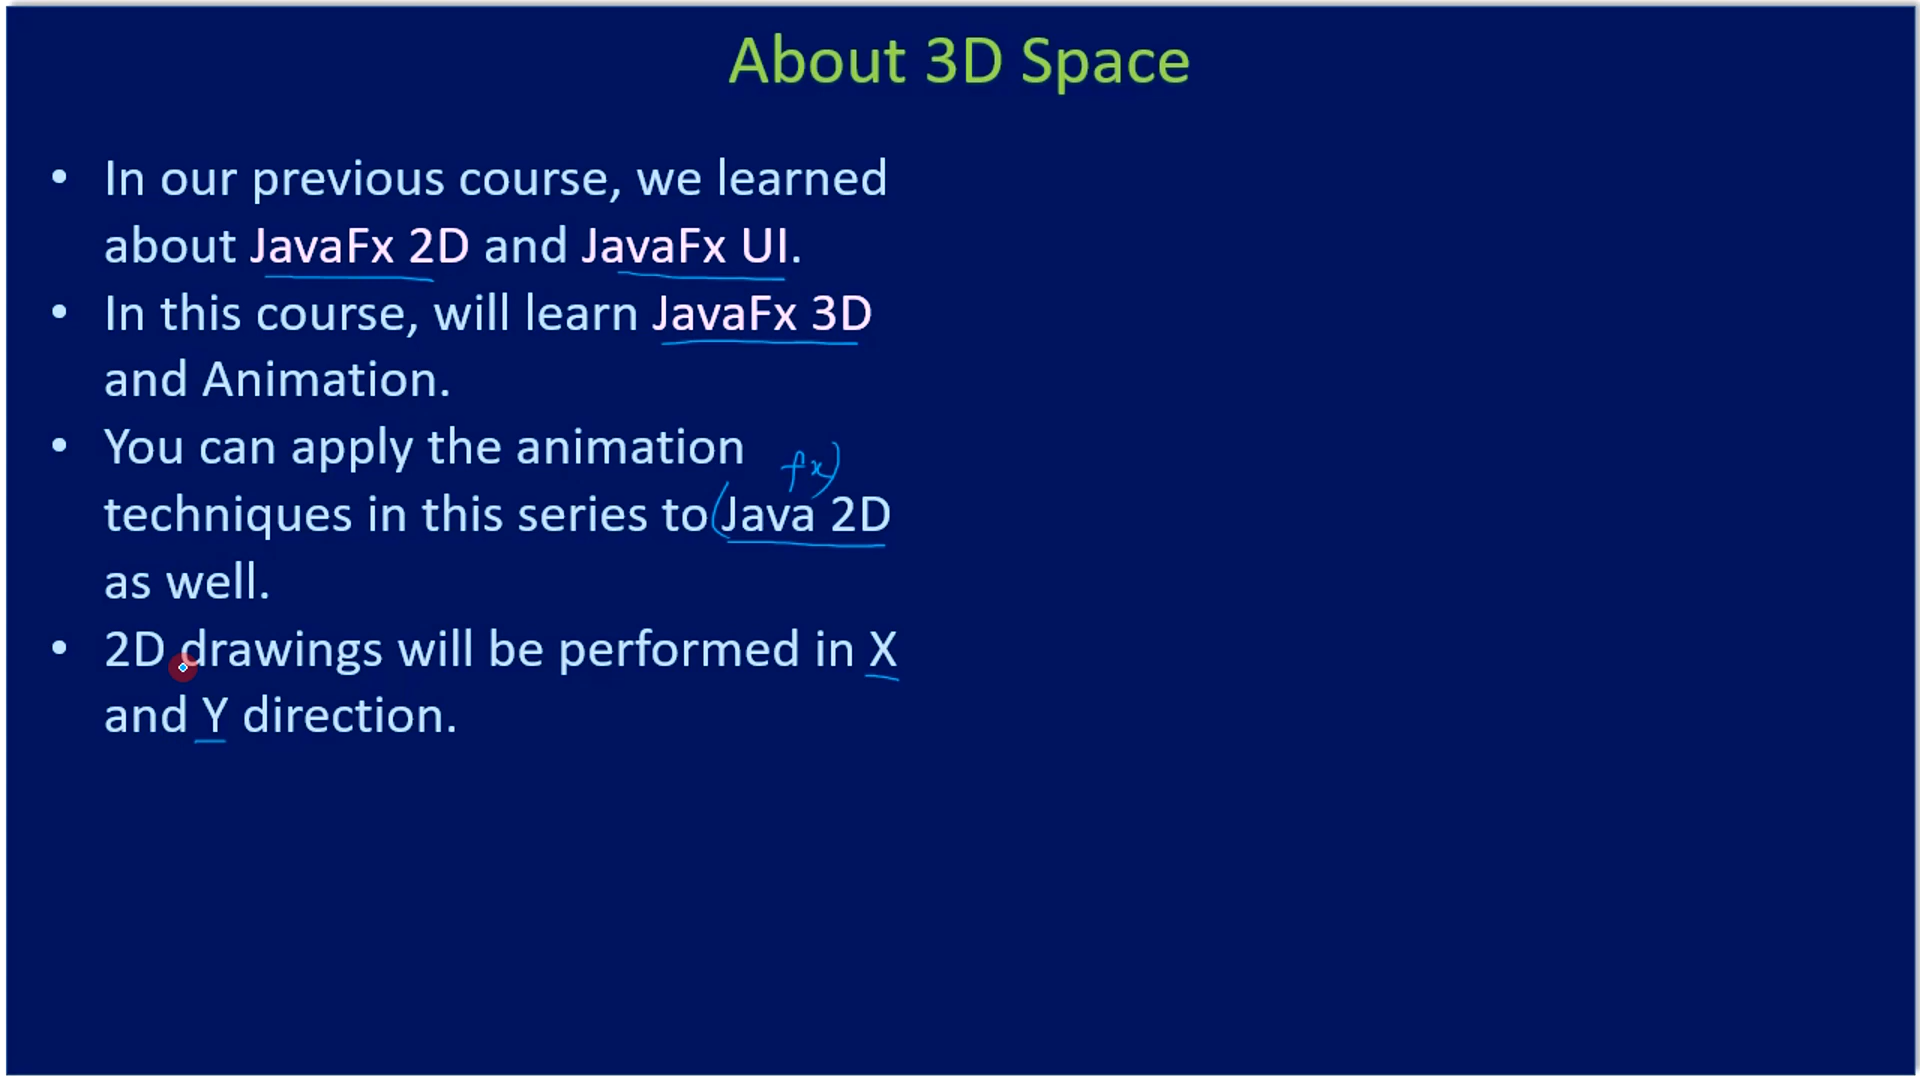 About 3D Space
• In our previous course, we learned
about JavaFx 2D and JavaFx UI.
• In this course, will learn JavaFx 3D
and Animation.
• You can apply the animation
fx)
techniques in this series to (Java 2D
as well.
• 2D drawings will be performed in X
and Y direction.